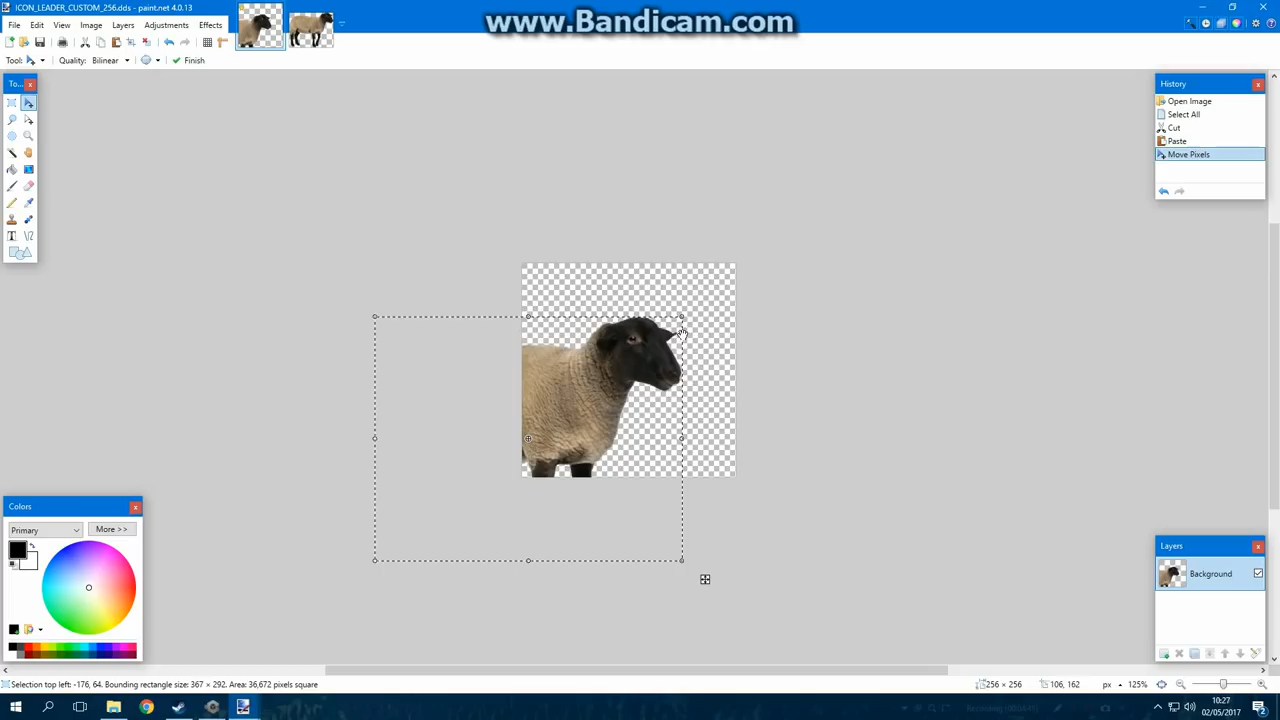 ICON_LEADER_CUSTOM_256.dds - paint.net 4.0.13
www.Bandicam.com
File Edit View Image Layers Adjustments Effects
Tool: Quality: Bilinear Finish
To...
History
Open Image
Select All
Cut
Paste
Move Pixels
Colors
Primary
More >>
Layers
Background
Selection top left: -176, 64. Bounding rectangle size: 367 × 292. Area: 36,672 pixels square
256 × 256
106, 162
px
125%
10:27
02/05/2017
2